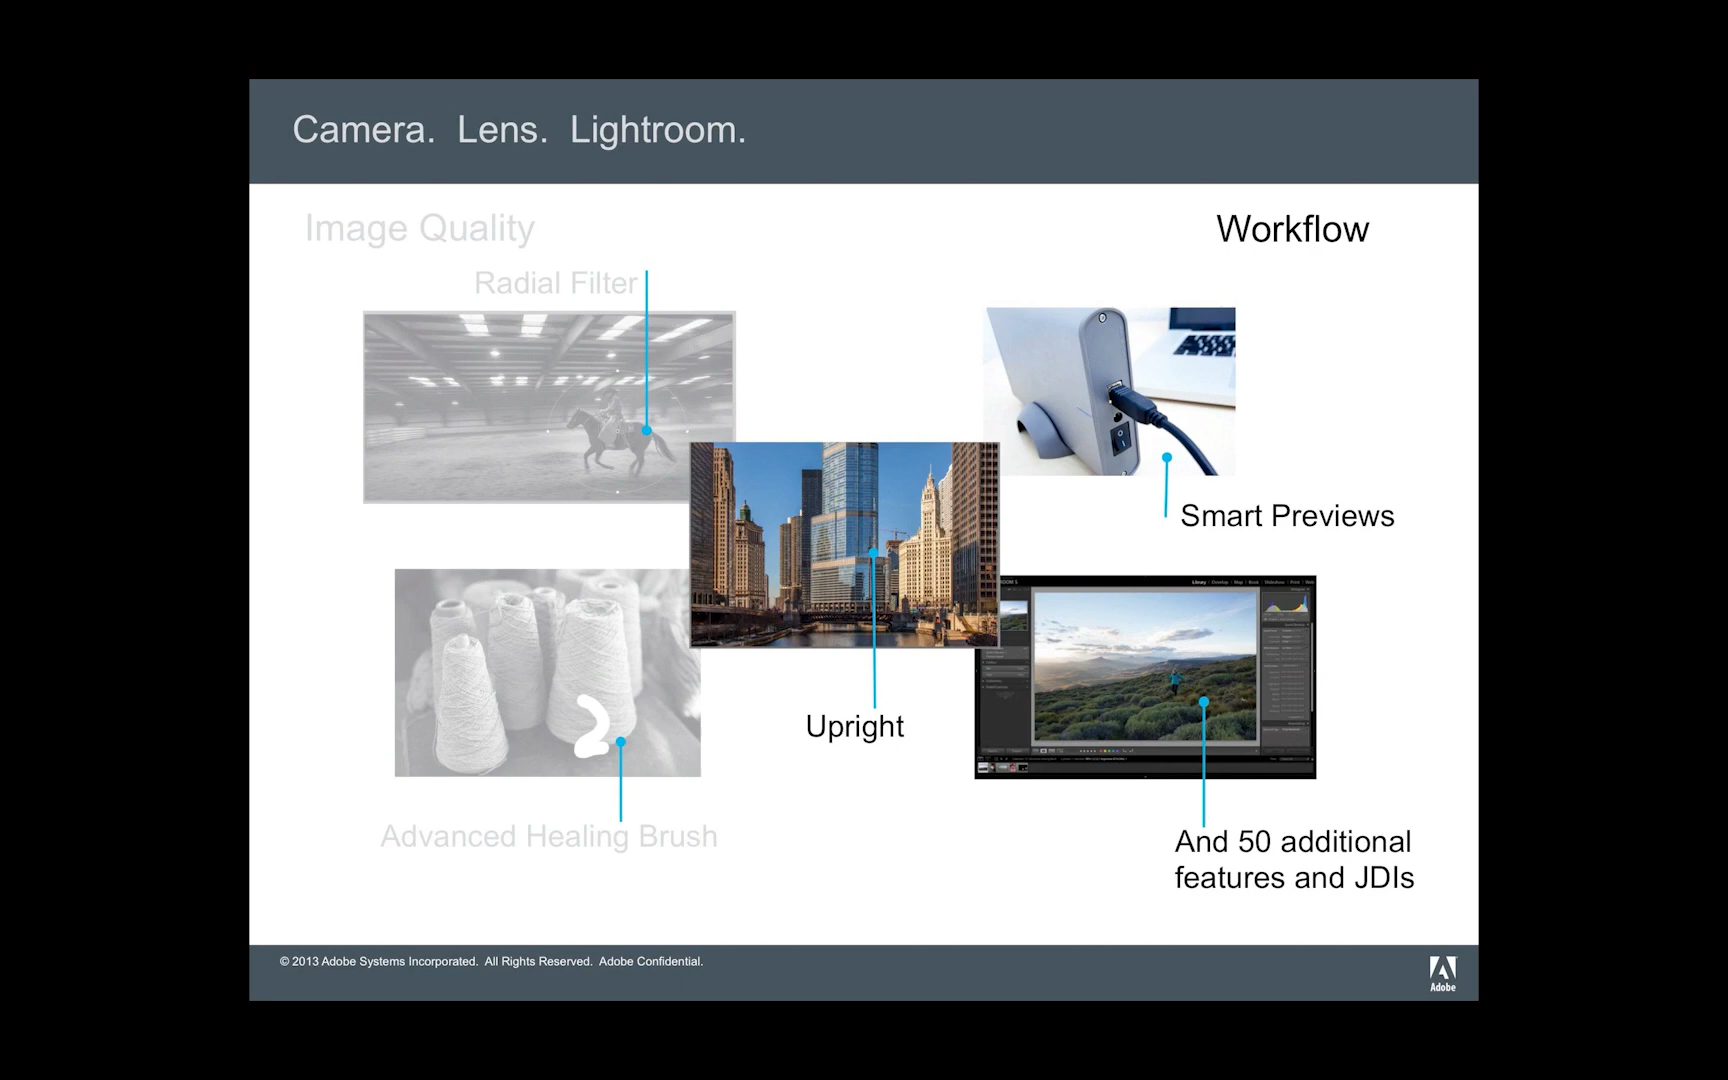 Camera. Lens. Lightroom.
Image Quality
Workflow
Radial Filter
Smart Previews
Upright
2
Advanced Healing Brush
And 50 additional
features and JDIs
© 2013 Adobe Systems Incorporated. All Rights Reserved. Adobe Confidential.
Adobe